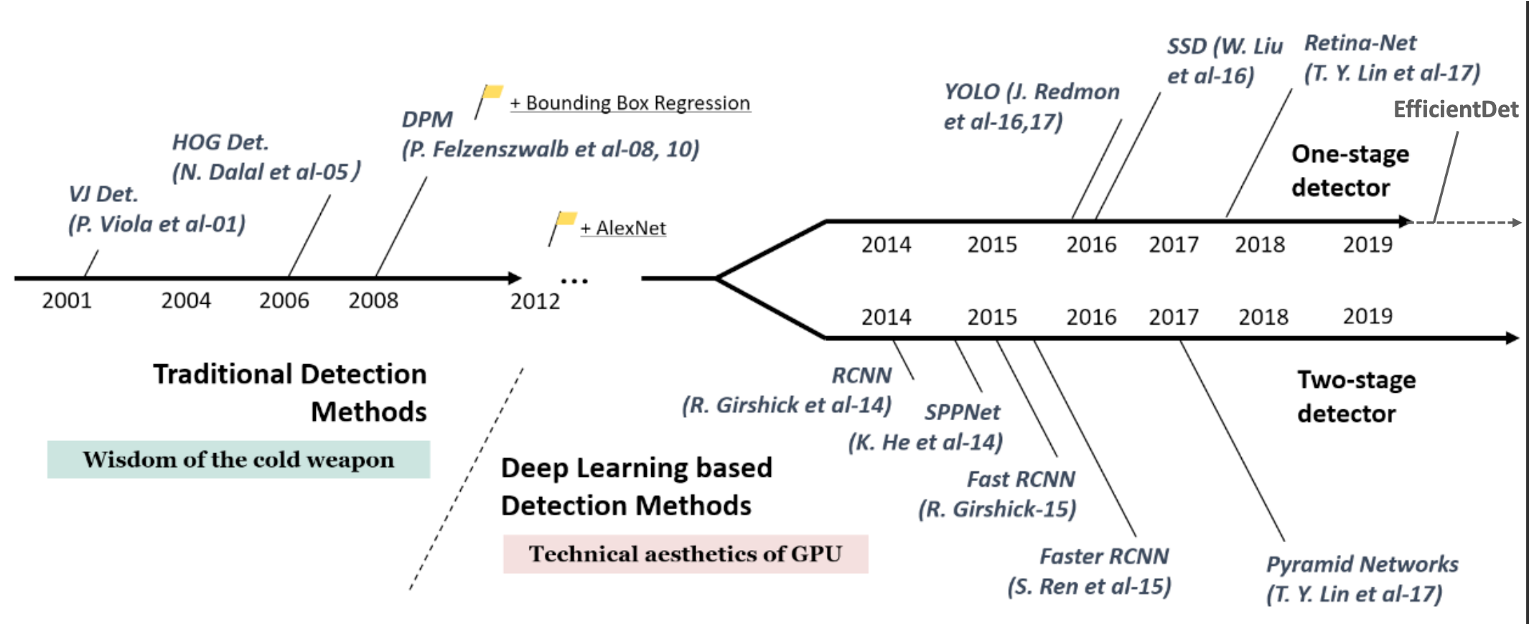 VJ Det.
(P. Viola et al-01)
HOG Det.
(N. Dalal et al-05)
DPM
(P. Felzenszwalb et al-08, 10)
+ Bounding Box Regression
+ AlexNet
...
2001 2004 2006 2008 2012
Traditional Detection
Methods
Wisdom of the cold weapon
Deep Learning based
Detection Methods
Technical aesthetics of GPU
YOLO (J. Redmon
et al-16,17)
SSD (W. Liu
et al-16)
Retina-Net
(T. Y. Lin et al-17)
EfficientDet
One-stage
detector
2014 2015 2016 2017 2018 2019
2014 2015 2016 2017 2018 2019
Two-stage
detector
RCNN
(R. Girshick et al-14)
SPPNet
(K. He et al-14)
Fast RCNN
(R. Girshick-15)
Faster RCNN
(S. Ren et al-15)
Pyramid Networks
(T. Y. Lin et al-17)